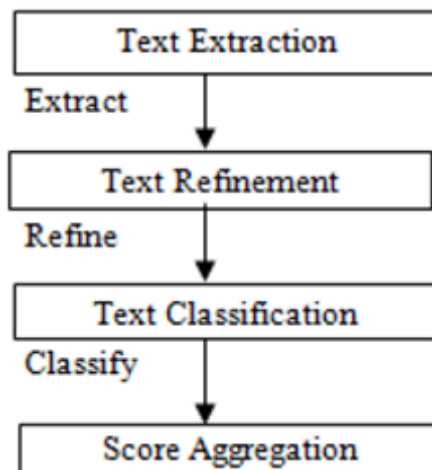 Text Extraction
Extract
Text Refinement
Refine
Text Classification
Classify
Score Aggregation